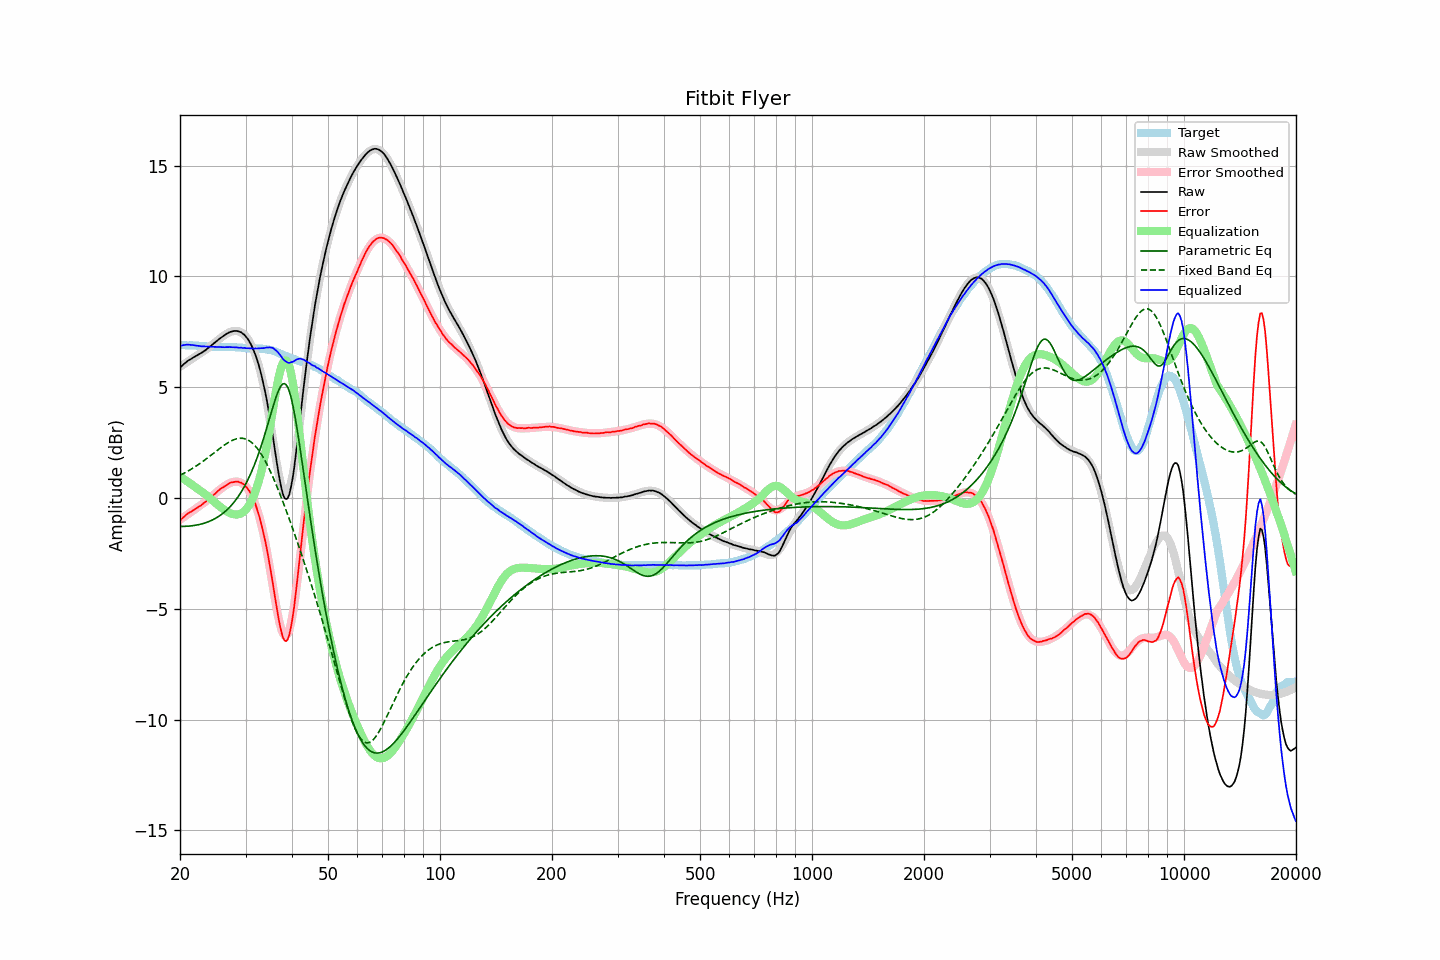 Fitbit Flyer
Target
Raw Smoothed
Error Smoothed
Raw
Error
Equalization
Parametric Eq
Fixed Band Eq
Equalized
Amplitude (dBr)
15
10
5
0
−5
−10
−15
20 50 100 200 500 1000 2000 5000 10000 20000
Frequency (Hz)